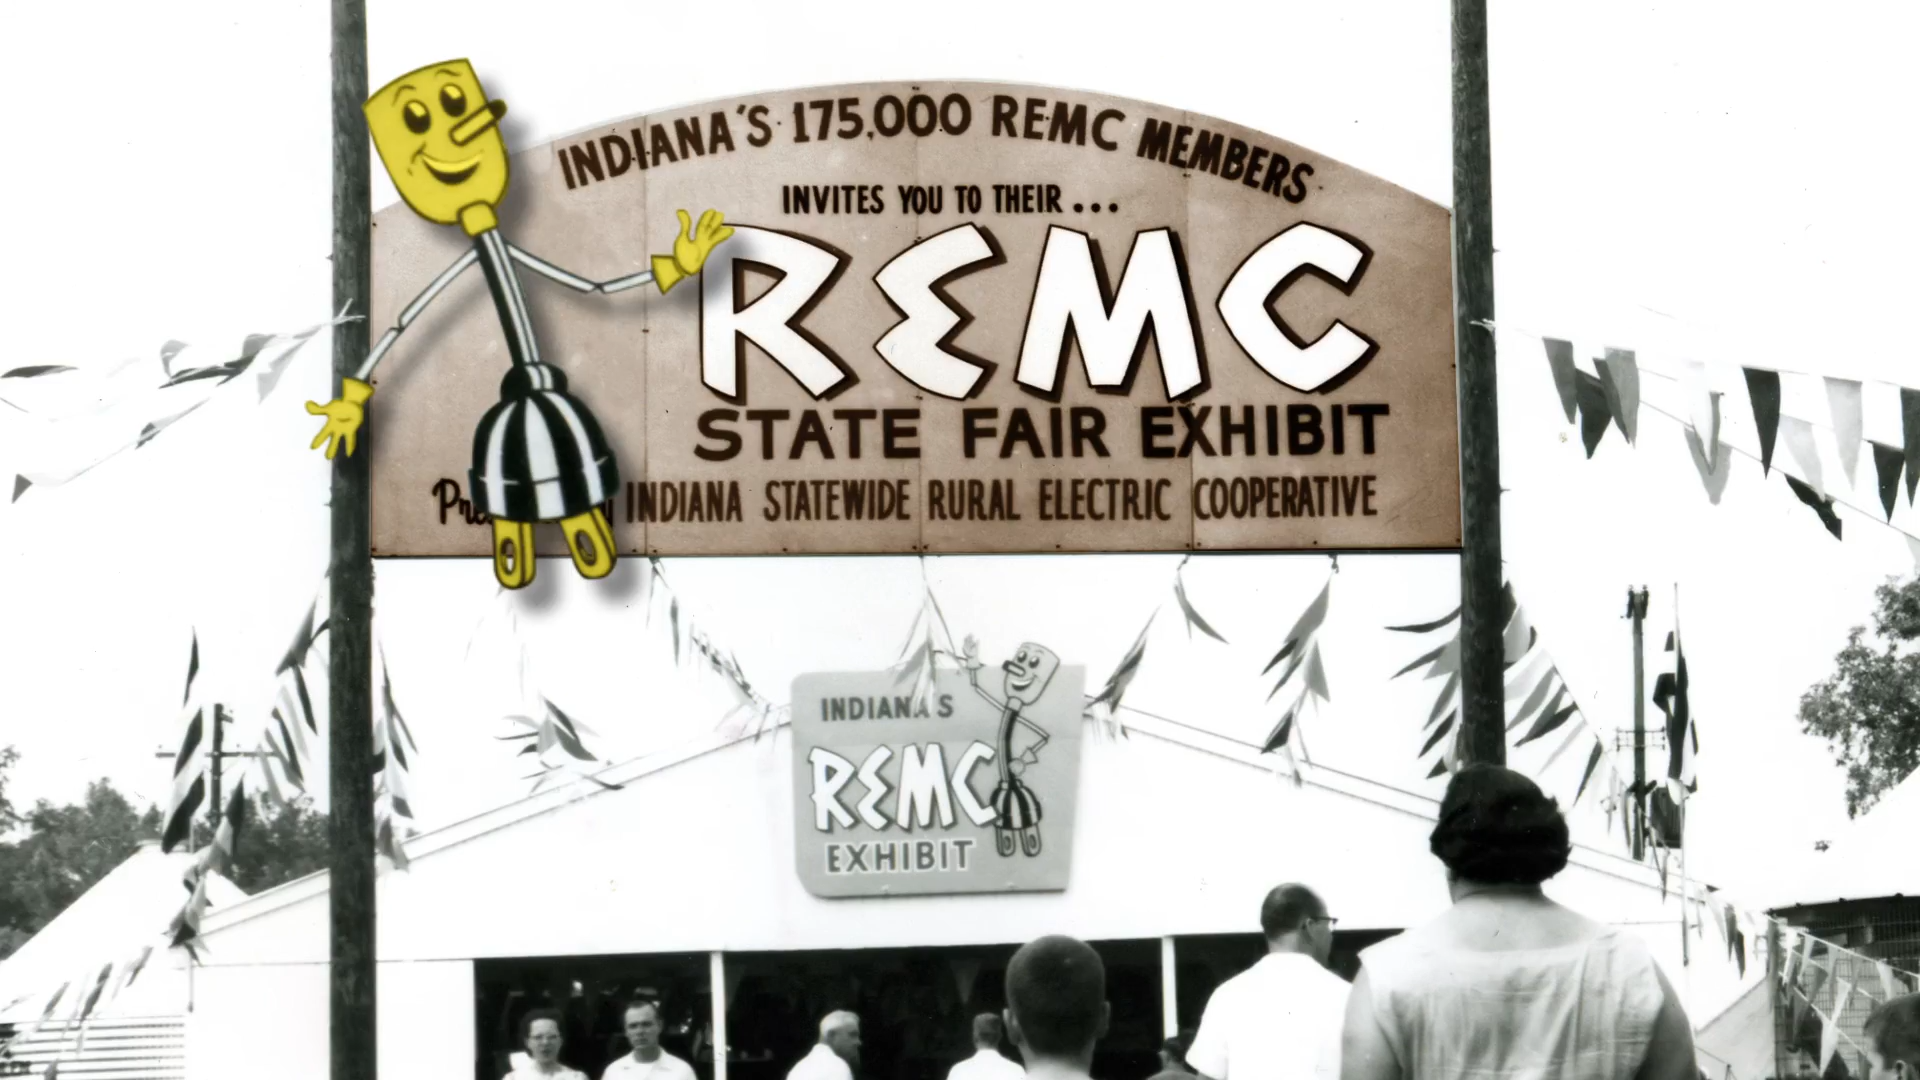 INDIANA'S 175,000 REMC MEMBERS
INVITES YOU TO THEIR...
REMC
STATE FAIR EXHIBIT
INDIANA STATEWIDE RURAL ELECTRIC COOPERATIVE
INDIANA'S
REMC
EXHIBIT